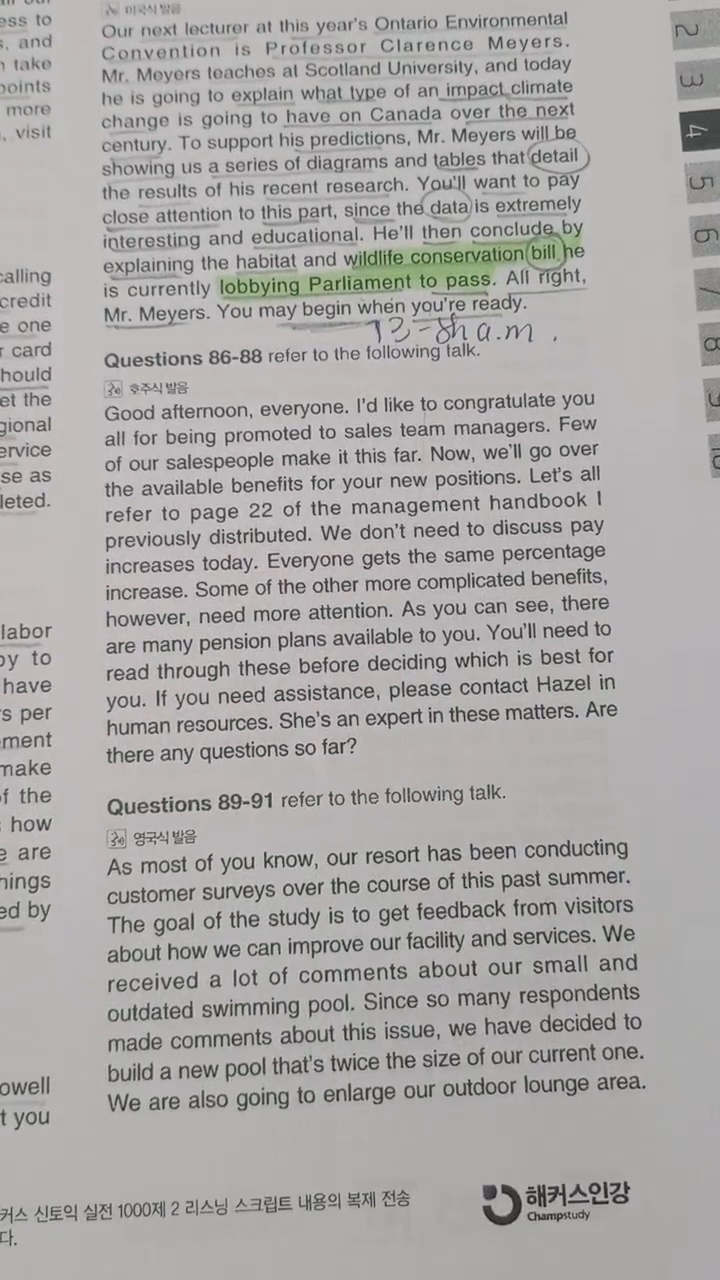 ess to
s, and
n take
points
more
, visit
calling
credit
e one
r card
hould
et the
gional
ervice
se as
leted.
labor
by to
have
rs per
ment
make
of the
how
e are
nings
ed by
owell
t you
미국식 발음
Our next lecturer at this year's Ontario Environmental
Convention is Professor Clarence Meyers.
Mr. Meyers teaches at Scotland University, and today
he is going to explain what type of an impact climate
change is going to have on Canada over the next
century. To support his predictions, Mr. Meyers will be
showing us a series of diagrams and tables that detail
the results of his recent research. You'll want to pay
close attention to this part, since the data is extremely
interesting and educational. He'll then conclude by
explaining the habitat and wildlife conservation bill he
is currently lobbying Parliament to pass. All right,
Mr. Meyers. You may begin when you're ready.
Questions 86-88 refer to the following talk.
호주식 발음
Good afternoon, everyone. I'd like to congratulate you
all for being promoted to sales team managers. Few
of our salespeople make it this far. Now, we'll go over
the available benefits for your new positions. Let's all
refer to page 22 of the management handbook I
previously distributed. We don't need to discuss pay
increases today. Everyone gets the same percentage
increase. Some of the other more complicated benefits,
however, need more attention. As you can see, there
are many pension plans available to you. You'll need to
read through these before deciding which is best for
you. If you need assistance, please contact Hazel in
human resources. She's an expert in these matters. Are
there any questions so far?
Questions 89-91 refer to the following talk.
영국식 발음
As most of you know, our resort has been conducting
customer surveys over the course of this past summer.
The goal of the study is to get feedback from visitors
about how we can improve our facility and services. We
received a lot of comments about our small and
outdated swimming pool. Since so many respondents
made comments about this issue, we have decided to
build a new pool that's twice the size of our current one.
We are also going to enlarge our outdoor lounge area.
커스 신토익 실전 1000제 2 리스닝 스크립트 내용의 복제 전송
다.
해커스인강
Champstudy
2
3
4
5
6
7
8
9
10